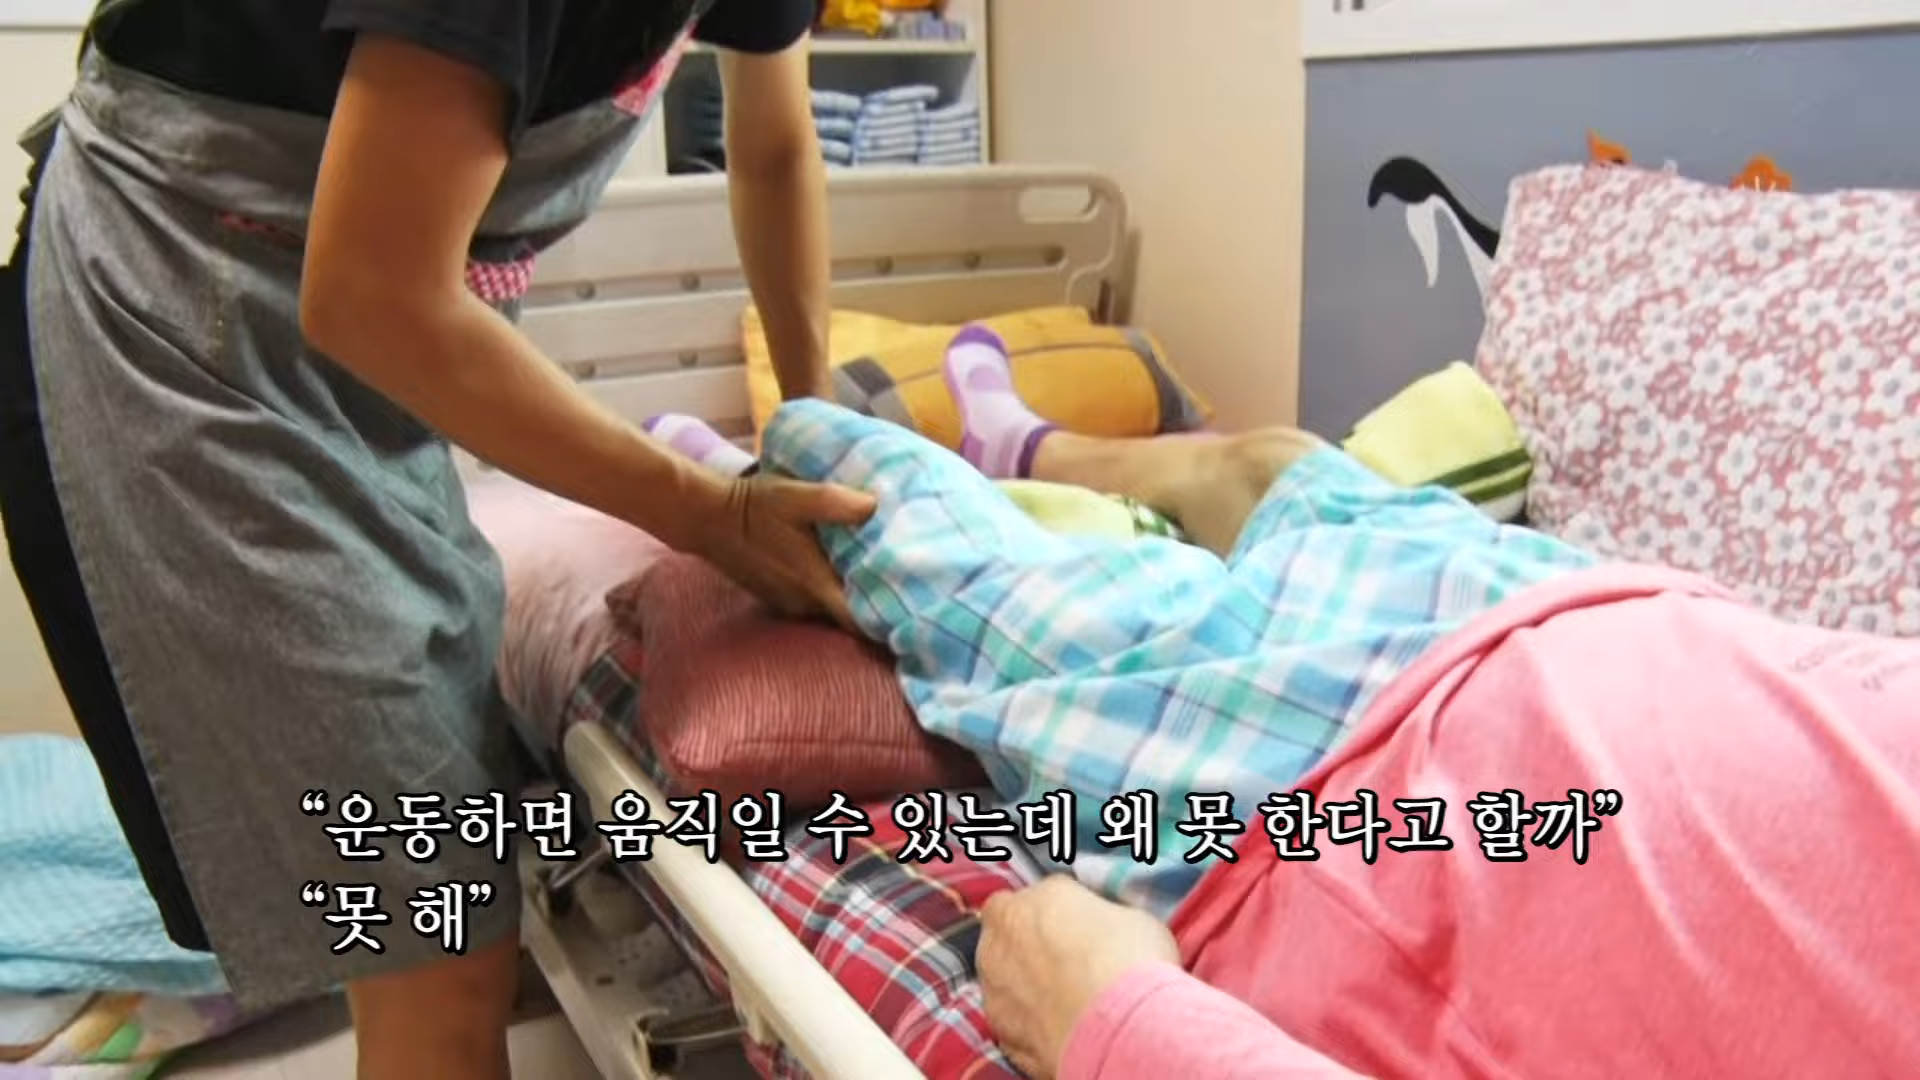 “운동하면 움직일 수 있는데 왜 못 한다고 할까”
“못 해”